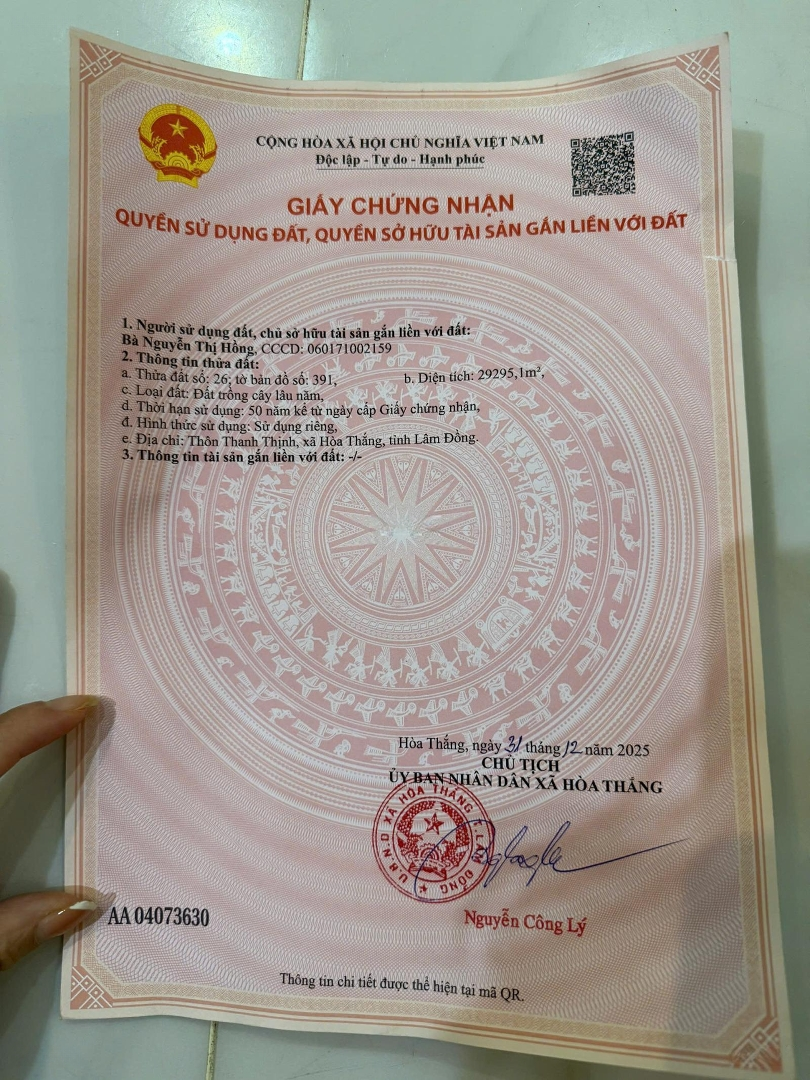 CỘNG HÒA XÃ HỘI CHỦ NGHĨA VIỆT NAM
Độc lập - Tự do - Hạnh phúc
GIẤY CHỨNG NHẬN
QUYỀN SỬ DỤNG ĐẤT, QUYỀN SỞ HỮU TÀI SẢN GẮN LIỀN VỚI ĐẤT
1. Người sử dụng đất, chủ sở hữu tài sản gắn liền với đất:
Bà Nguyễn Thị Hồng, CCCD: 060171002159
2. Thông tin thửa đất:
a. Thửa đất số: 26; tờ bản đồ số: 391, b. Diện tích: 29295,1m²,
c. Loại đất: Đất trồng cây lâu năm,
d. Thời hạn sử dụng: 50 năm kể từ ngày cấp Giấy chứng nhận,
đ. Hình thức sử dụng: Sử dụng riêng,
e. Địa chỉ: Thôn Thanh Thịnh, xã Hòa Thắng, tỉnh Lâm Đồng.
3. Thông tin tài sản gắn liền với đất: -/-
Hòa Thắng, ngày 31 tháng 12 năm 2025
CHỦ TỊCH
ỦY BAN NHÂN DÂN XÃ HÒA THẮNG
U.B.N.D XÃ HÒA THẮNG T.LÂM ĐỒNG
Nguyễn Công Lý
AA 04073630
Thông tin chi tiết được thể hiện tại mã QR.